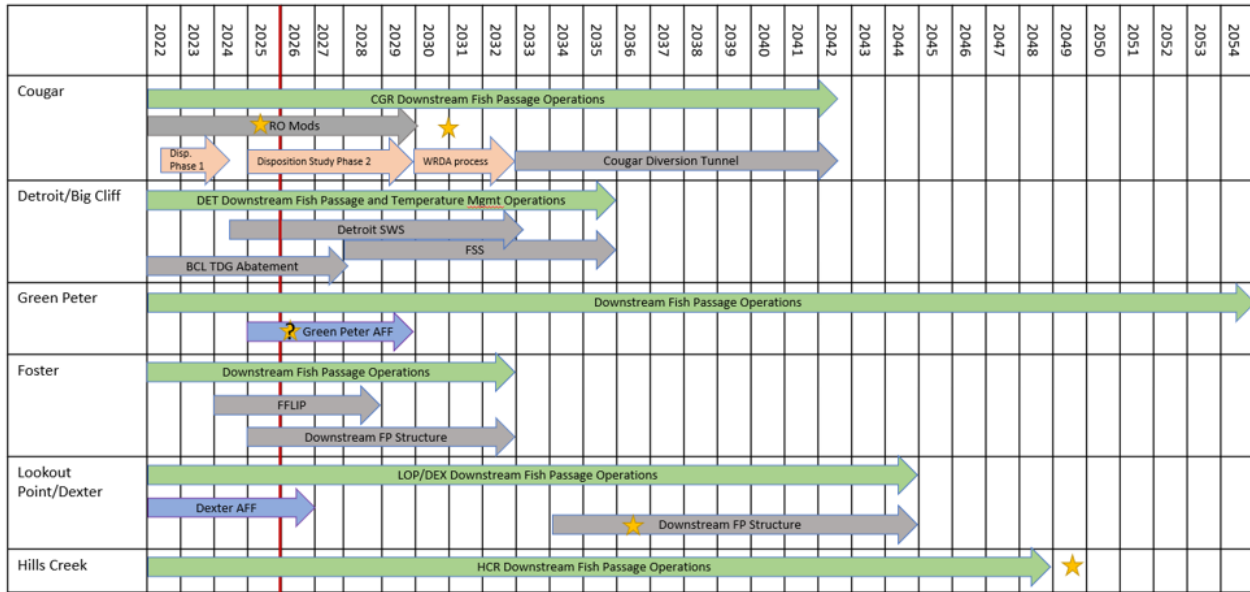 2022
2023
2024
2025
2026
2027
2028
2029
2030
2031
2032
2033
2034
2035
2036
2037
2038
2039
2040
2041
2042
2043
2044
2045
2046
2047
2048
2049
2050
2051
2052
2053
2054
Cougar
CGR Downstream Fish Passage Operations
RO Mods
Disp.
Phase 1
Disposition Study Phase 2
WRDA process
Cougar Diversion Tunnel
Detroit/Big Cliff
DET Downstream Fish Passage and Temperature Mgmt Operations
Detroit SWS
FSS
BCL TDG Abatement
Green Peter
Downstream Fish Passage Operations
?
Green Peter AFF
Foster
Downstream Fish Passage Operations
FFLIP
Downstream FP Structure
Lookout
Point/Dexter
LOP/DEX Downstream Fish Passage Operations
Dexter AFF
Downstream FP Structure
Hills Creek
HCR Downstream Fish Passage Operations